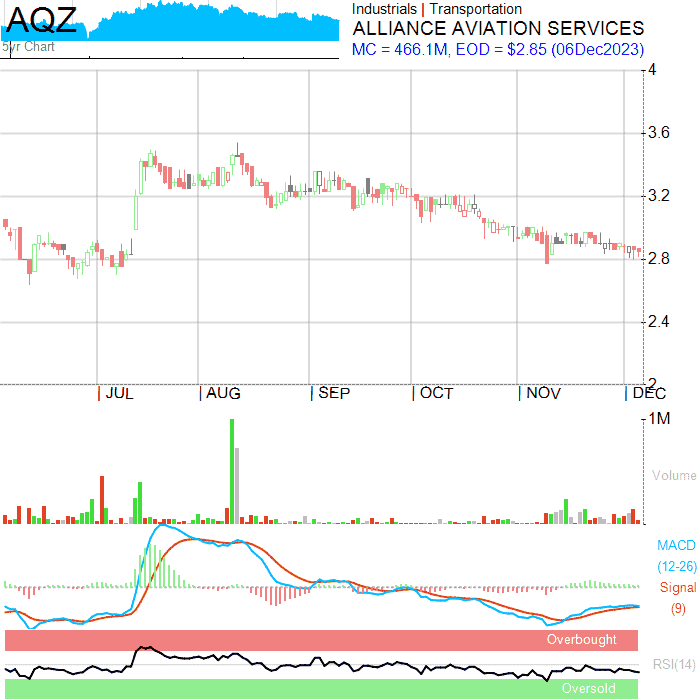 AQZ
5yr Chart
Industrials | Transportation
ALLIANCE AVIATION SERVICES
MC = 466.1M, EOD = $2.85 (06Dec2023)
4
3.6
3.2
2.8
2.4
2
JUL
AUG
SEP
OCT
NOV
DEC
1M
Volume
MACD
(12-26)
Signal
(9)
Overbought
RSI(14)
Oversold